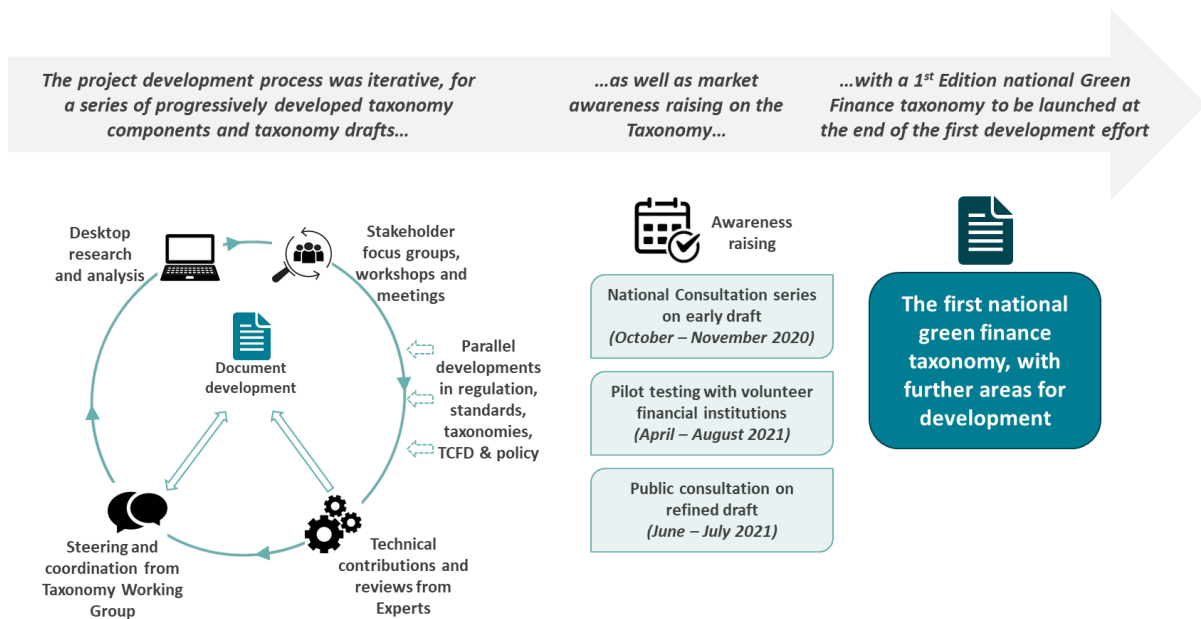 The project development process was iterative, for
a series of progressively developed taxonomy
components and taxonomy drafts…
…as well as market
awareness raising on the
Taxonomy…
…with a 1st Edition national Green
Finance taxonomy to be launched at
the end of the first development effort
Desktop
research
and analysis
Stakeholder
focus groups,
workshops and
meetings
Document
development
Parallel
developments
in regulation,
standards,
taxonomies,
TCFD & policy
Steering and
coordination from
Taxonomy Working
Group
Technical
contributions and
reviews from
Experts
Awareness
raising
National Consultation series
on early draft
(October – November 2020)
Pilot testing with volunteer
financial institutions
(April – August 2021)
Public consultation on
refined draft
(June – July 2021)
The first national
green finance
taxonomy, with
further areas for
development